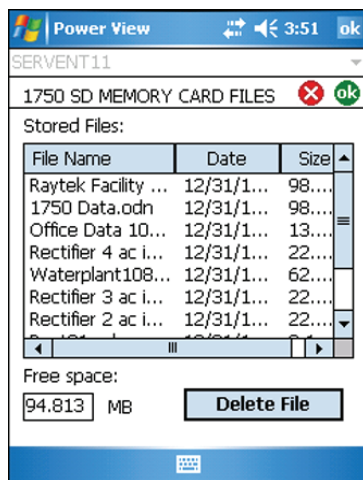 Power View 3:51 ok
SERVENT11
1750 SD MEMORY CARD FILES ok
Stored Files:
File Name Date Size
Raytek Facility ... 12/31/1... 98....
1750 Data.odn 12/31/1... 98....
Office Data 10... 12/31/1... 13....
Rectifier 4 ac i... 12/31/1... 22....
Waterplant108... 12/31/1... 62....
Rectifier 3 ac i... 12/31/1... 22....
Rectifier 2 ac i... 12/31/1... 22....
Free space:
94.813 MB Delete File